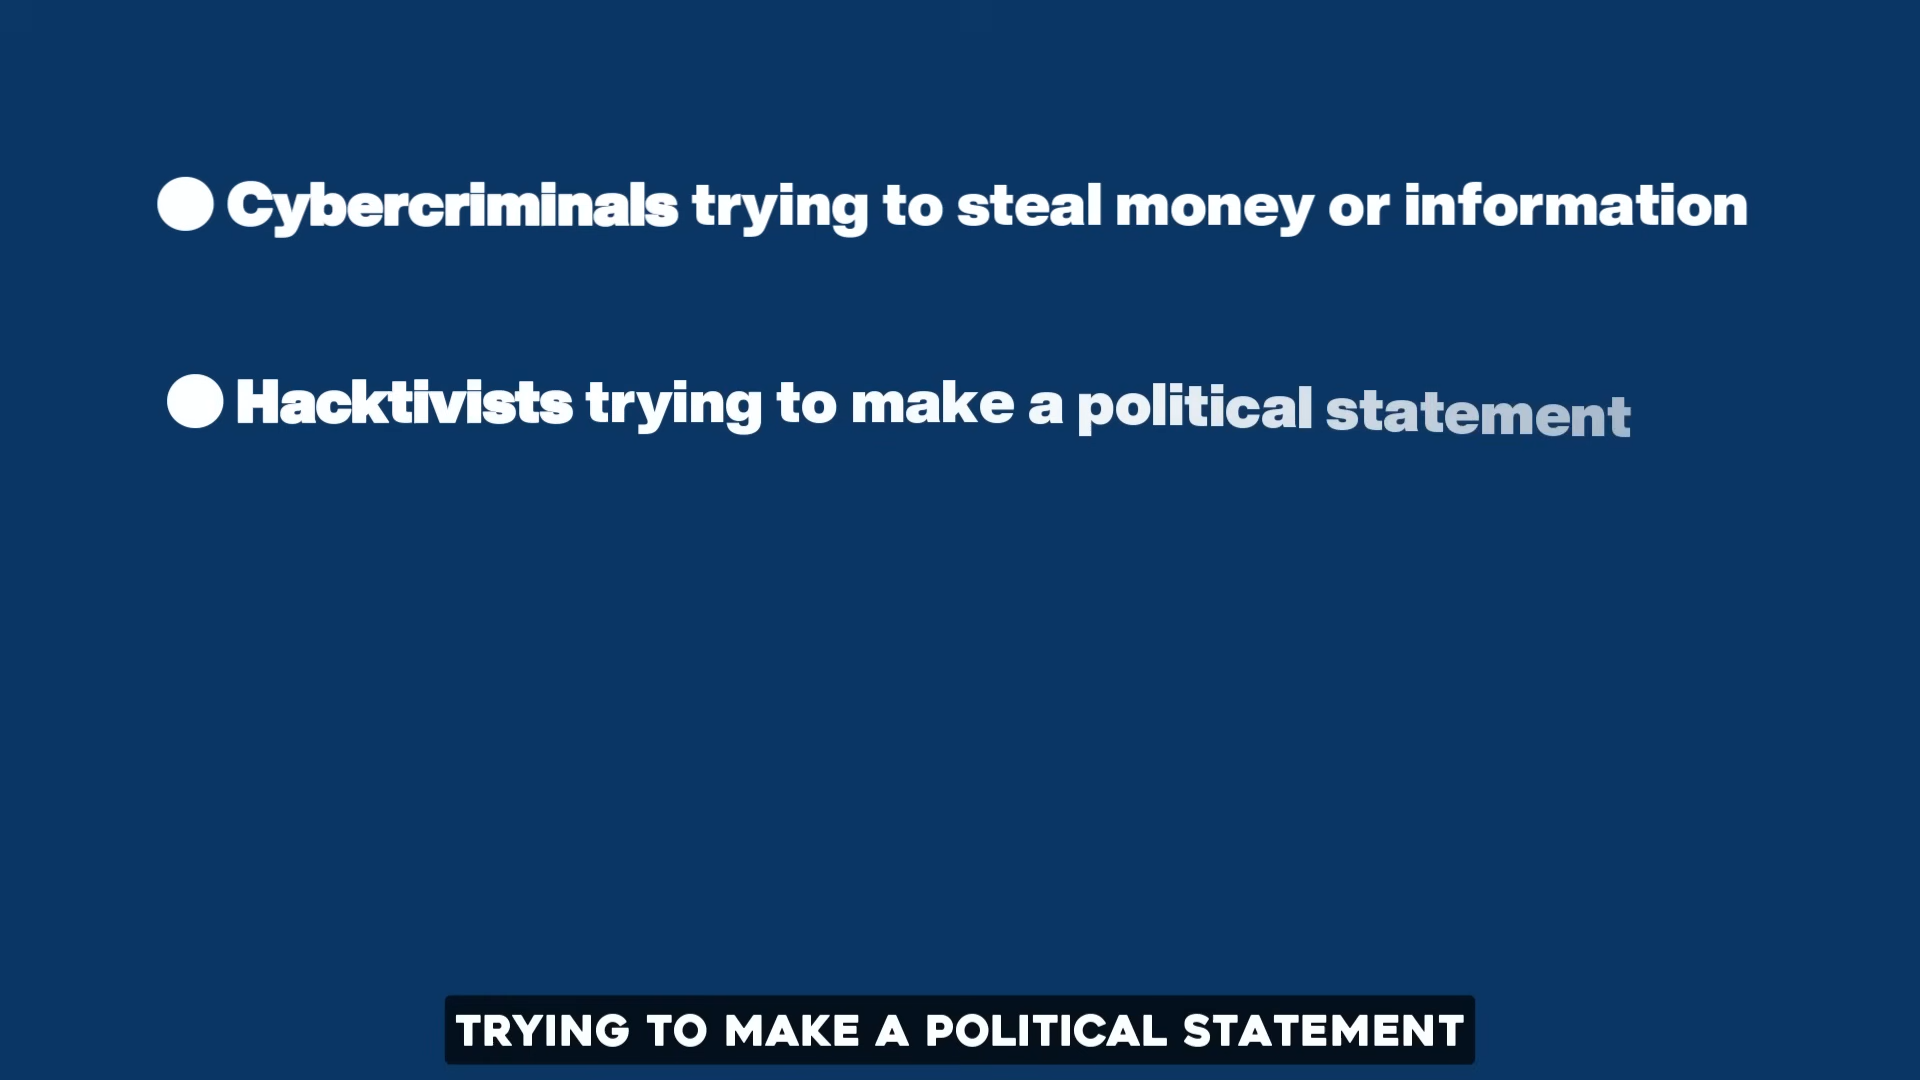 ● Cybercriminals trying to steal money or information
● Hacktivists trying to make a political statement
TRYING TO MAKE A POLITICAL STATEMENT